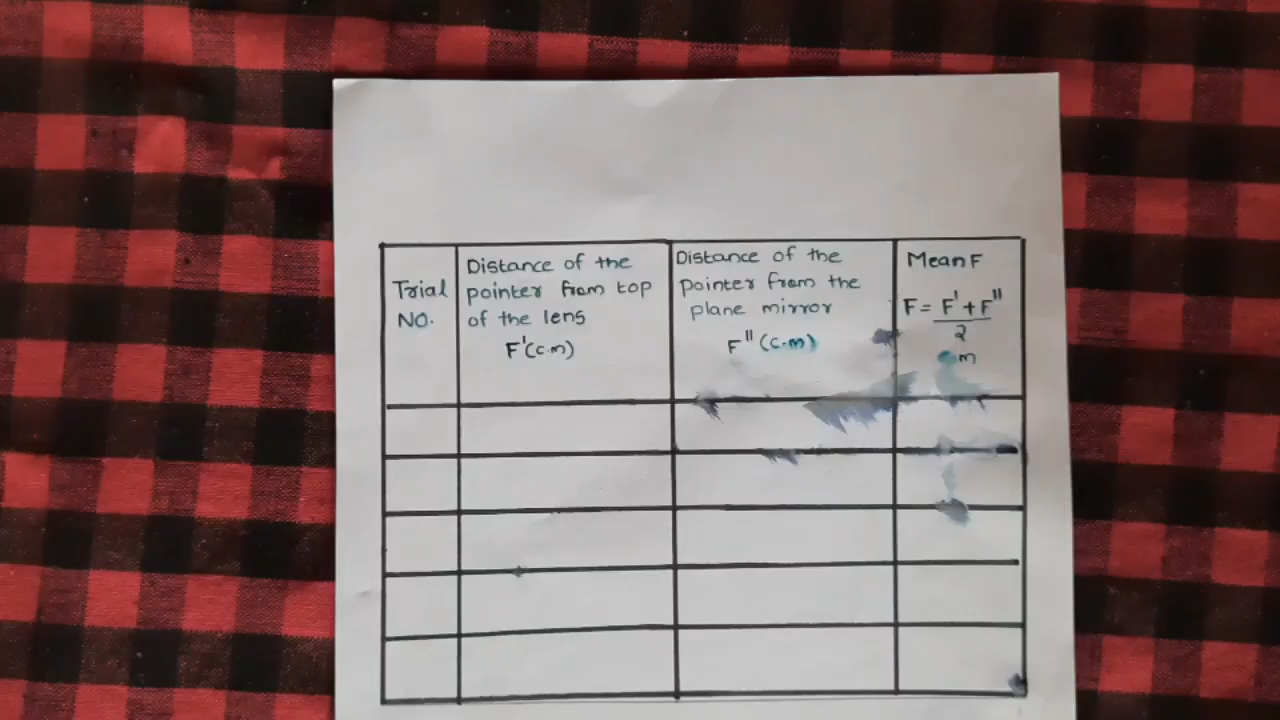 Trial
NO.
Distance of the
pointer from top
of the lens
F'(c.m)
Distance of the
pointer from the
plane mirror
F"(c.m)
Mean F
F = F' + F"
2
m